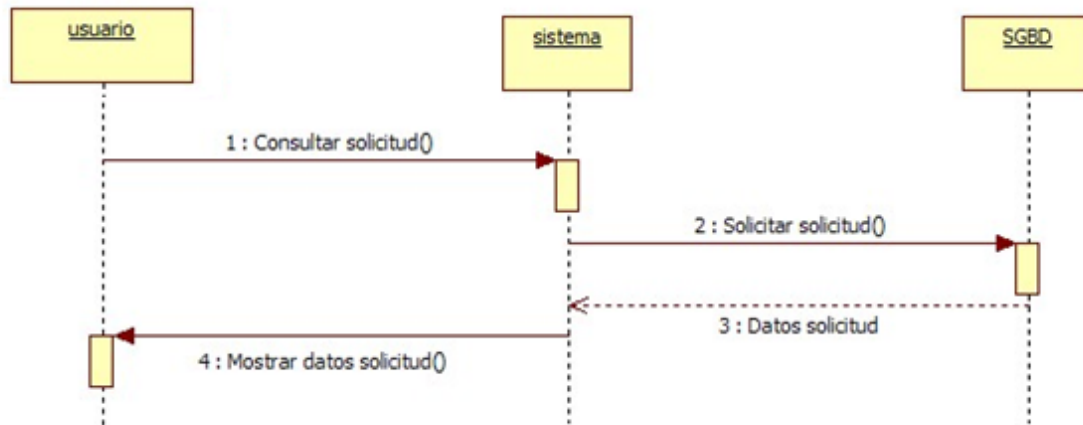 usuario
sistema
SGBD
1 : Consultar solicitud()
2 : Solicitar solicitud()
3 : Datos solicitud
4 : Mostrar datos solicitud()